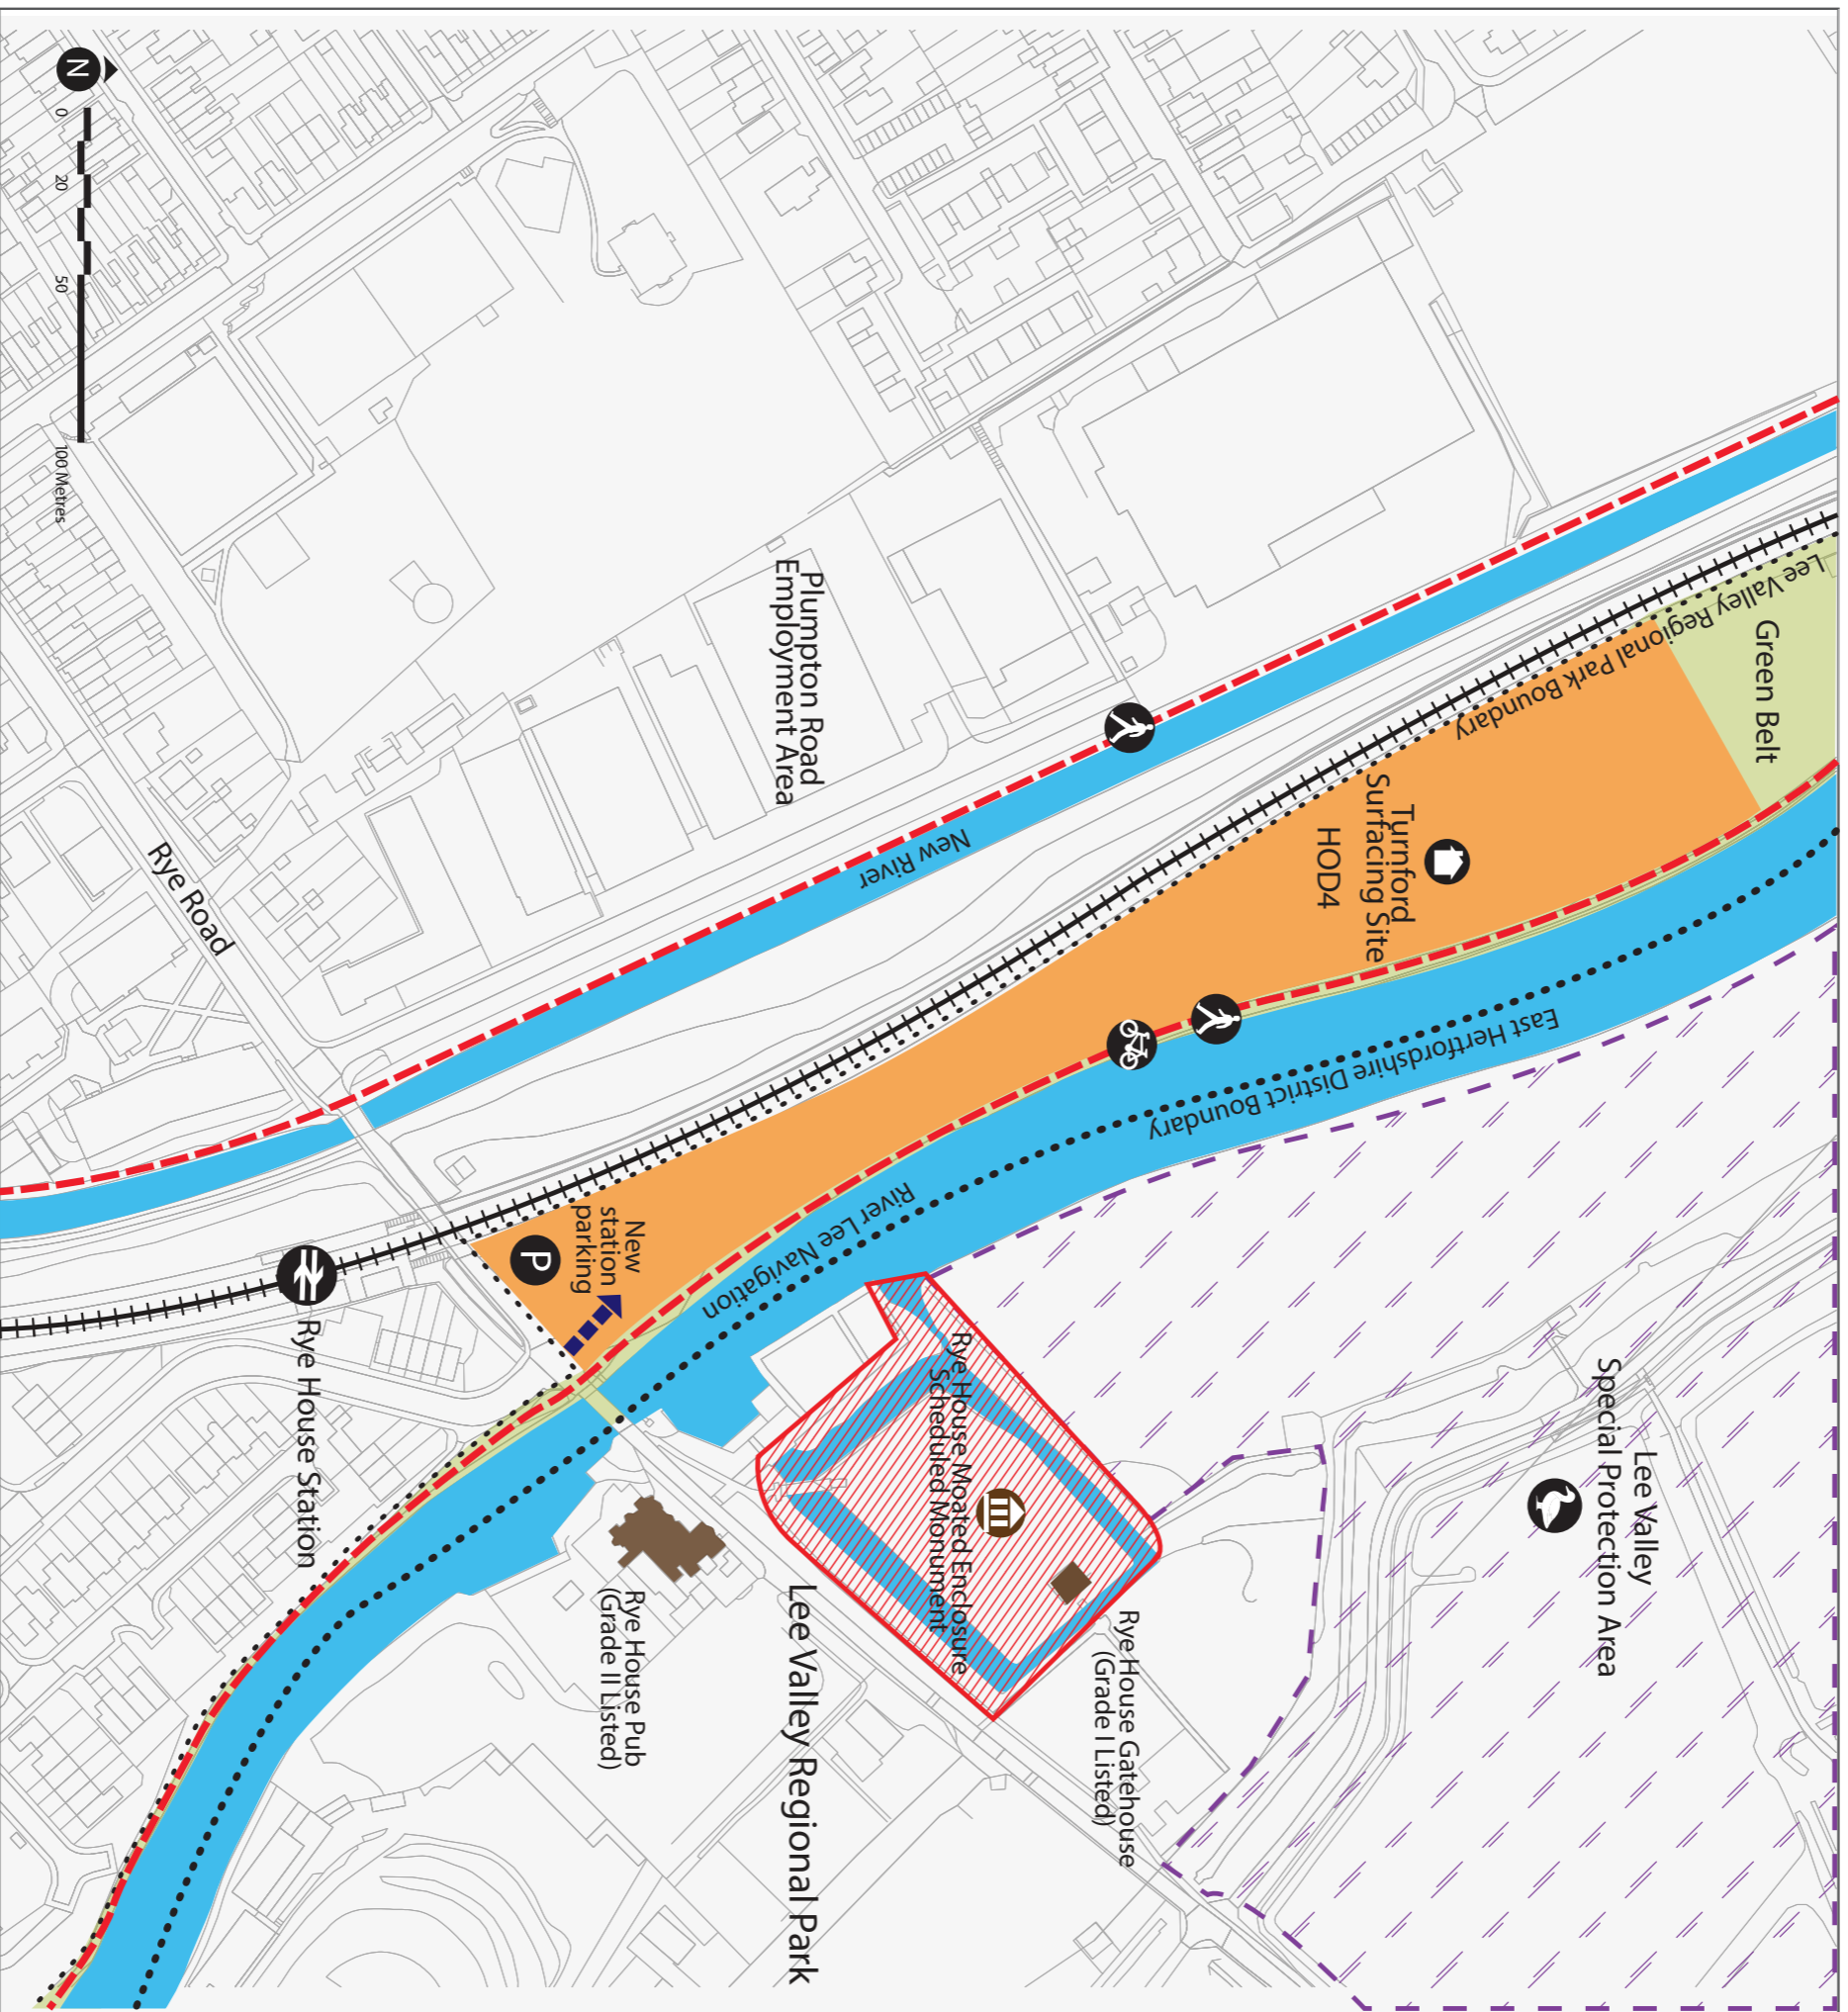 N
0
20
50
100 Metres
Green Belt
Lee Valley Regional Park Boundary
Turnford
Surfacing Site
HOD4
East Hertfordshire District Boundary
Lee Valley
Special Protection Area
Plumpton Road
Employment Area
New River
River Lee Navigation
Rye House Moated Enclosure
Scheduled Monument
Rye House Gatehouse
(Grade I Listed)
Lee Valley Regional Park
Rye House Pub
(Grade II Listed)
New
station
parking
P
Rye Road
Rye House Station